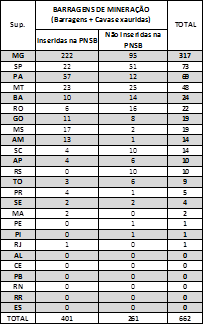 Sup. BARRAGENS DE MINERAÇÃO (Barragens + Cavas exauridas) TOTAL
Inseridas na PNSB Não Inseridas na PNSB
MG 222 95 317
SP 22 51 73
PA 57 12 69
MT 23 25 48
BA 10 14 24
RO 6 16 22
GO 11 8 19
MS 17 2 19
AM 13 1 14
SC 4 10 14
AP 4 6 10
RS 0 10 10
TO 3 6 9
PR 4 1 5
SE 2 2 4
MA 2 0 2
PE 0 1 1
PI 0 1 1
RJ 1 0 1
AL 0 0 0
CE 0 0 0
PB 0 0 0
RN 0 0 0
RR 0 0 0
ES 0 0 0
TOTAL 401 261 662